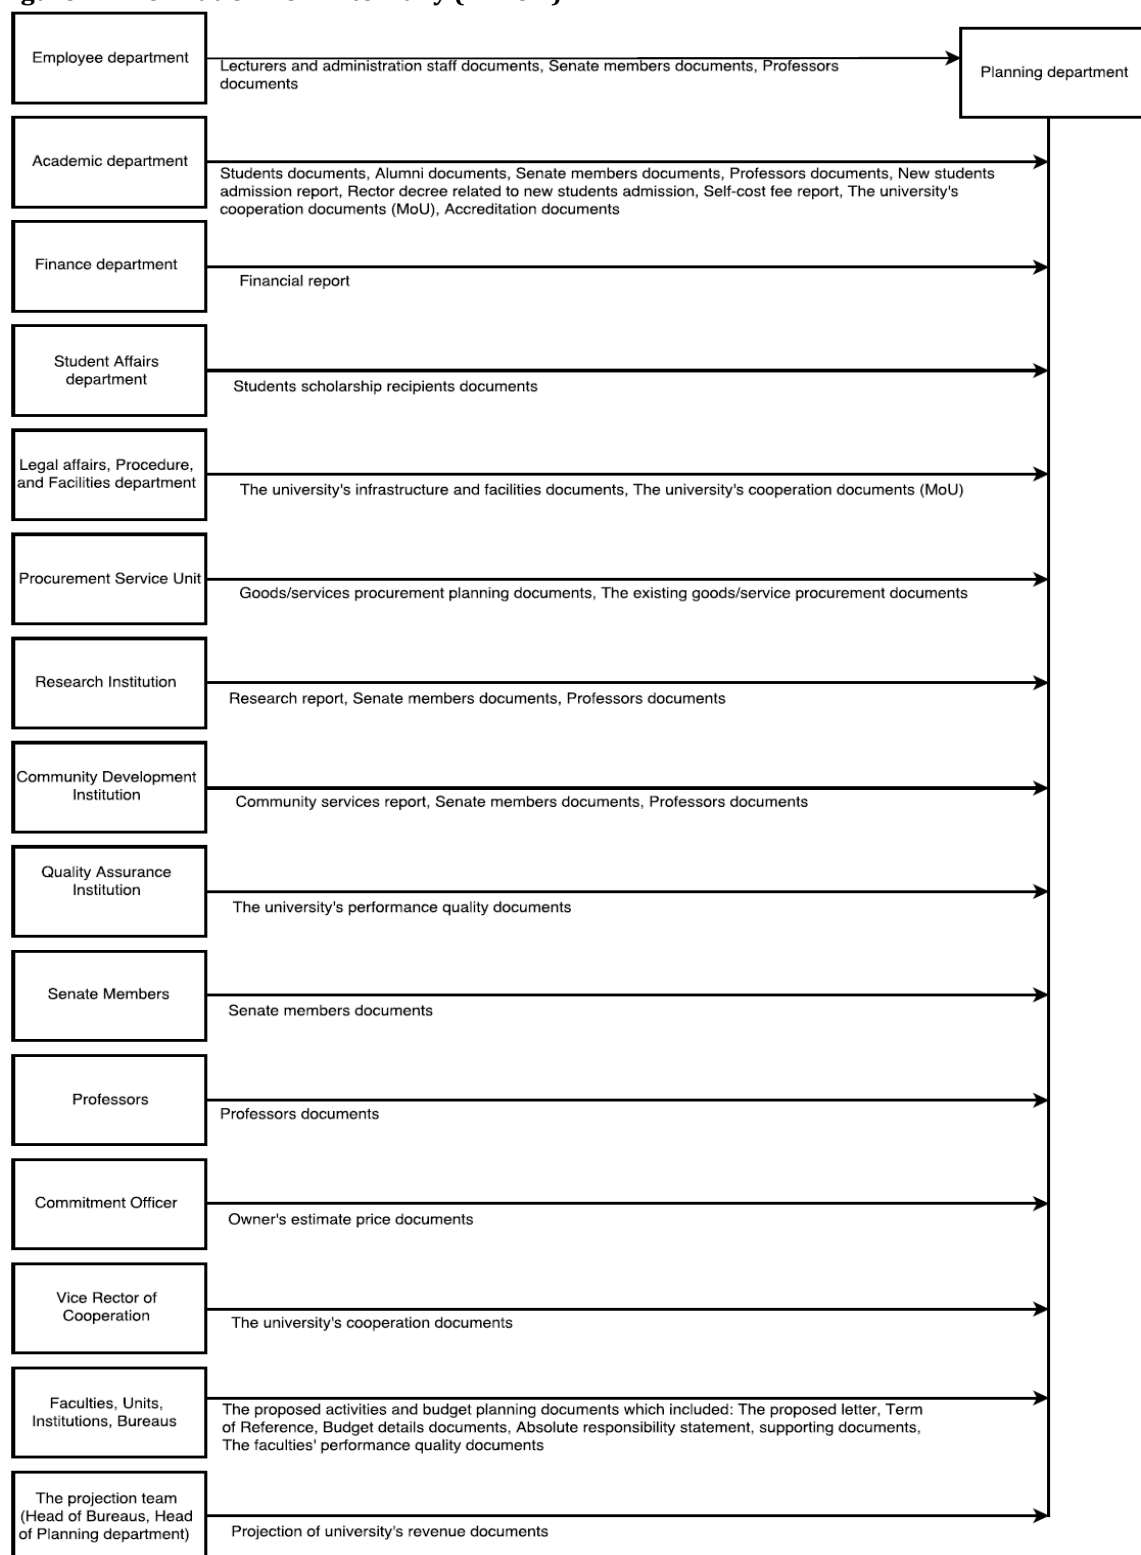 Employee department
Lecturers and administration staff documents, Senate members documents, Professors
documents
Planning department
Academic department
Students documents, Alumni documents, Senate members documents, Professors documents, New students
admission report, Rector decree related to new students admission, Self-cost fee report, The university's
cooperation documents (MoU), Accreditation documents
Finance department
Financial report
Student Affairs
department
Students scholarship recipients documents
Legal affairs, Procedure,
and Facilities department
The university's infrastructure and facilities documents, The university's cooperation documents (MoU)
Procurement Service Unit
Goods/services procurement planning documents, The existing goods/service procurement documents
Research Institution
Research report, Senate members documents, Professors documents
Community Development
Institution
Community services report, Senate members documents, Professors documents
Quality Assurance
Institution
The university's performance quality documents
Senate Members
Senate members documents
Professors
Professors documents
Commitment Officer
Owner's estimate price documents
Vice Rector of
Cooperation
The university's cooperation documents
Faculties, Units,
Institutions, Bureaus
The proposed activities and budget planning documents which included: The proposed letter, Term
of Reference, Budget details documents, Absolute responsibility statement, supporting documents,
The faculties' performance quality documents
The projection team
(Head of Bureaus, Head
of Planning department)
Projection of university's revenue documents